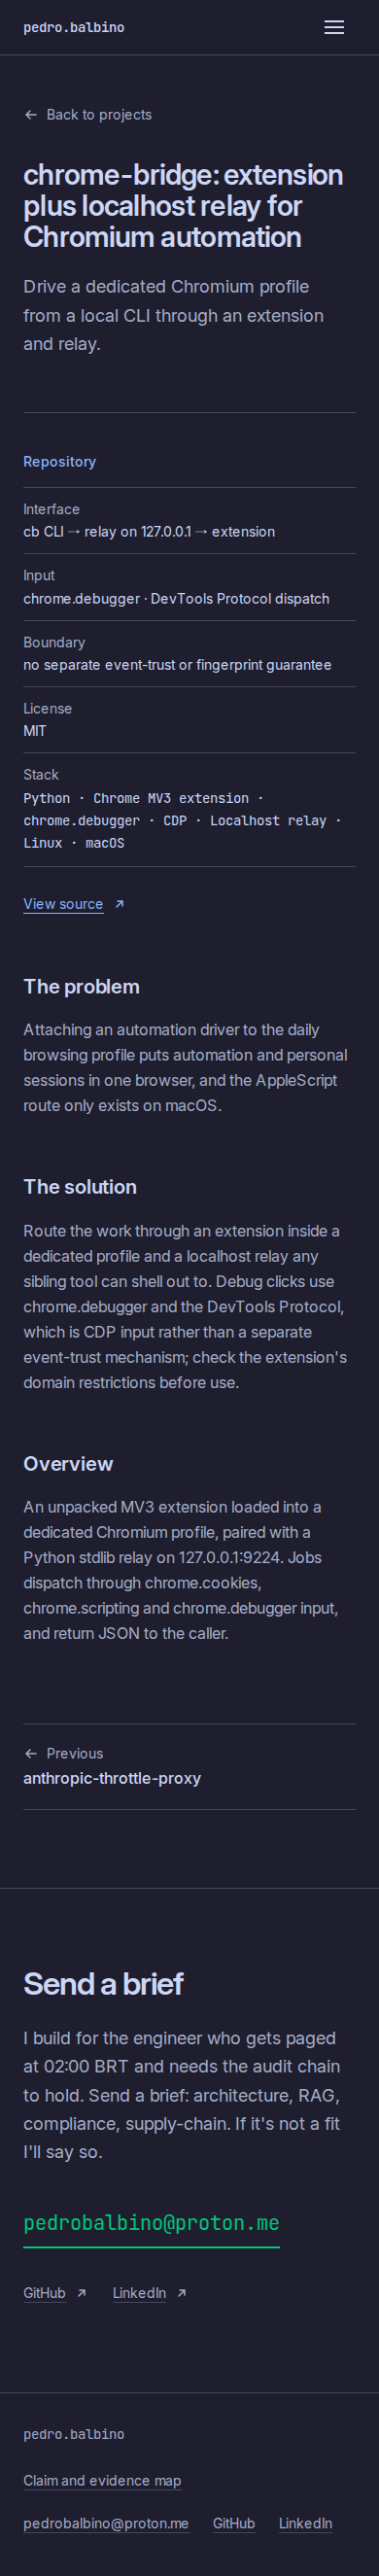 pedro.balbino
← Back to projects
chrome-bridge: extension
plus localhost relay for
Chromium automation
Drive a dedicated Chromium profile
from a local CLI through an extension
and relay.
Repository
Interface
cb CLI → relay on 127.0.0.1 → extension
Input
chrome.debugger · DevTools Protocol dispatch
Boundary
no separate event-trust or fingerprint guarantee
License
MIT
Stack
Python · Chrome MV3 extension ·
chrome.debugger · CDP · Localhost relay ·
Linux · macOS
View source ↗
The problem
Attaching an automation driver to the daily
browsing profile puts automation and personal
sessions in one browser, and the AppleScript
route only exists on macOS.
The solution
Route the work through an extension inside a
dedicated profile and a localhost relay any
sibling tool can shell out to. Debug clicks use
chrome.debugger and the DevTools Protocol,
which is CDP input rather than a separate
event-trust mechanism; check the extension's
domain restrictions before use.
Overview
An unpacked MV3 extension loaded into a
dedicated Chromium profile, paired with a
Python stdlib relay on 127.0.0.1:9224. Jobs
dispatch through chrome.cookies,
chrome.scripting and chrome.debugger input,
and return JSON to the caller.
← Previous
anthropic-throttle-proxy
Send a brief
I build for the engineer who gets paged
at 02:00 BRT and needs the audit chain
to hold. Send a brief: architecture, RAG,
compliance, supply-chain. If it's not a fit
I'll say so.
pedrobalbino@proton.me
GitHub ↗ LinkedIn ↗
pedro.balbino
Claim and evidence map
pedrobalbino@proton.me GitHub LinkedIn